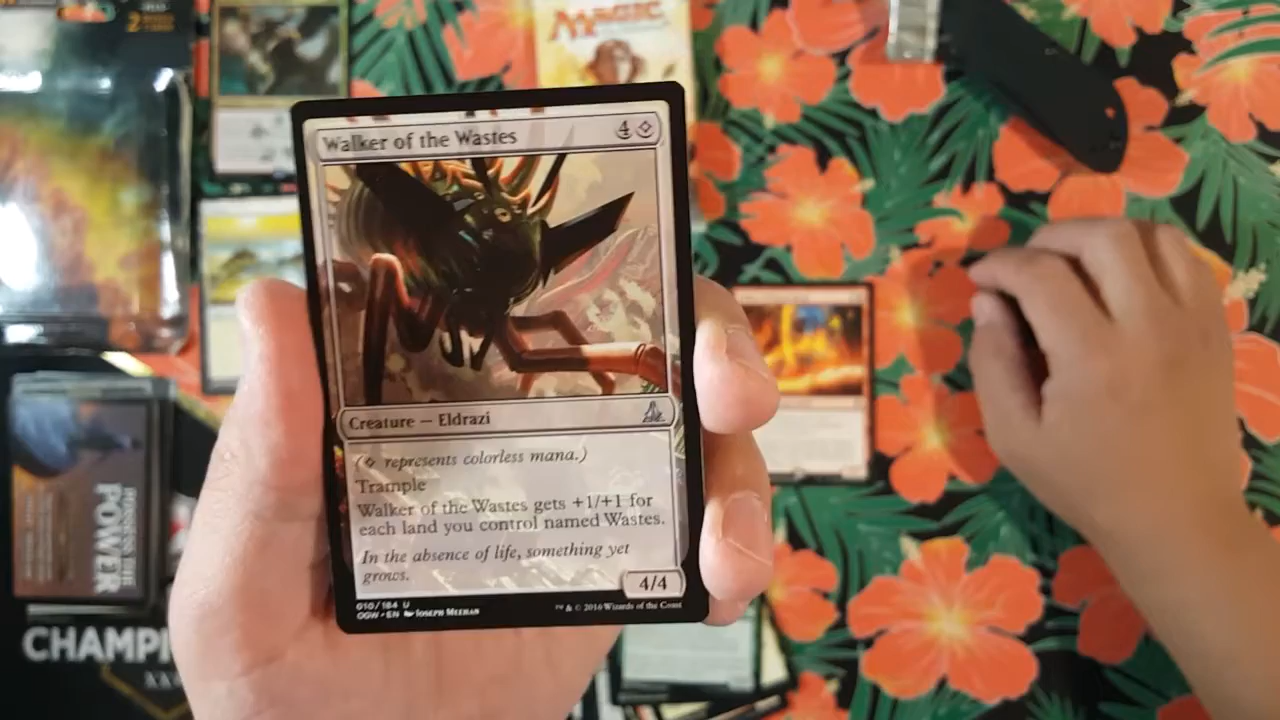 MAGIC
2
Walker of the Wastes 4
Creature — Eldrazi
( represents colorless mana.)
Trample
Walker of the Wastes gets +1/+1 for
each land you control named Wastes.
In the absence of life, something yet
grows.
4/4
010/184 U
OGW • EN Joseph Meehan
™ & © 2016 Wizards of the Coast
POWER
CHAMPI